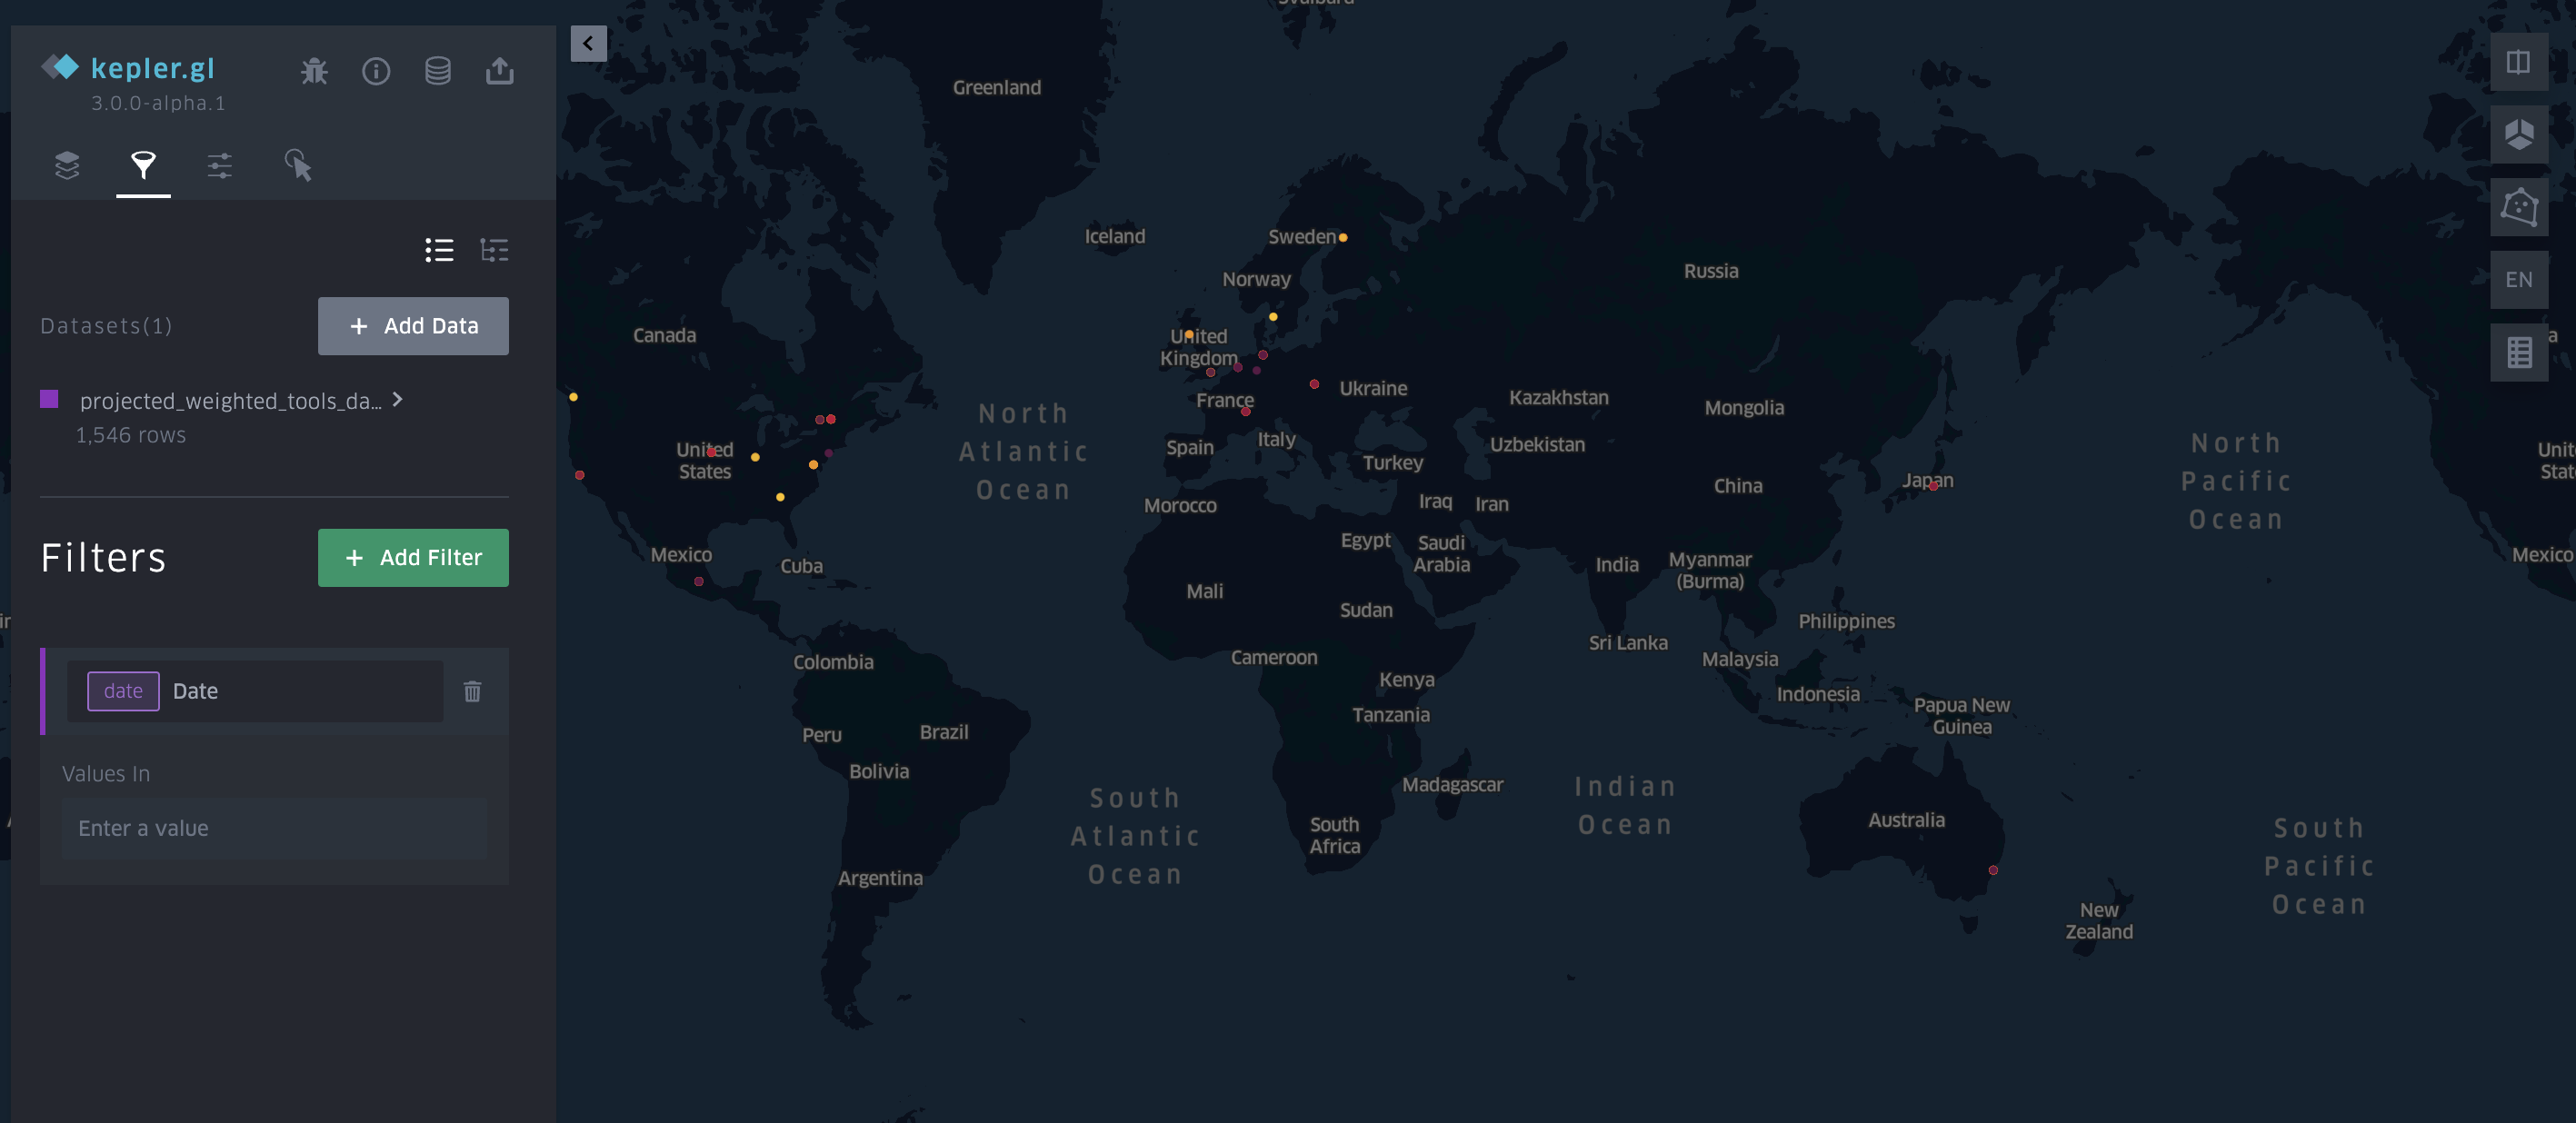 Svalbard
kepler.gl
3.0.0-alpha.1
Datasets(1)
+ Add Data
projected_weighted_tools_da...
1,546 rows
Filters
+ Add Filter
date Date
Values In
Enter a value
EN
Greenland
Iceland
Sweden
Norway
Russia
Canada
United
Kingdom
Ukraine
France
Kazakhstan
Mongolia
North
Atlantic
Ocean
United
States
Spain
Italy
Uzbekistan
Turkey
North
Pacific
Ocean
China
Japan
Morocco
Iraq
Iran
Mexico
Cuba
Egypt
Saudi
Arabia
India
Myanmar
(Burma)
Mexico
Mali
Sudan
Philippines
Sri Lanka
Colombia
Cameroon
Malaysia
Kenya
Indonesia
Papua New
Guinea
Tanzania
Peru
Brazil
Bolivia
Madagascar
South
Atlantic
Ocean
Indian
Ocean
South
Africa
Australia
South
Pacific
Ocean
Argentina
New
Zealand